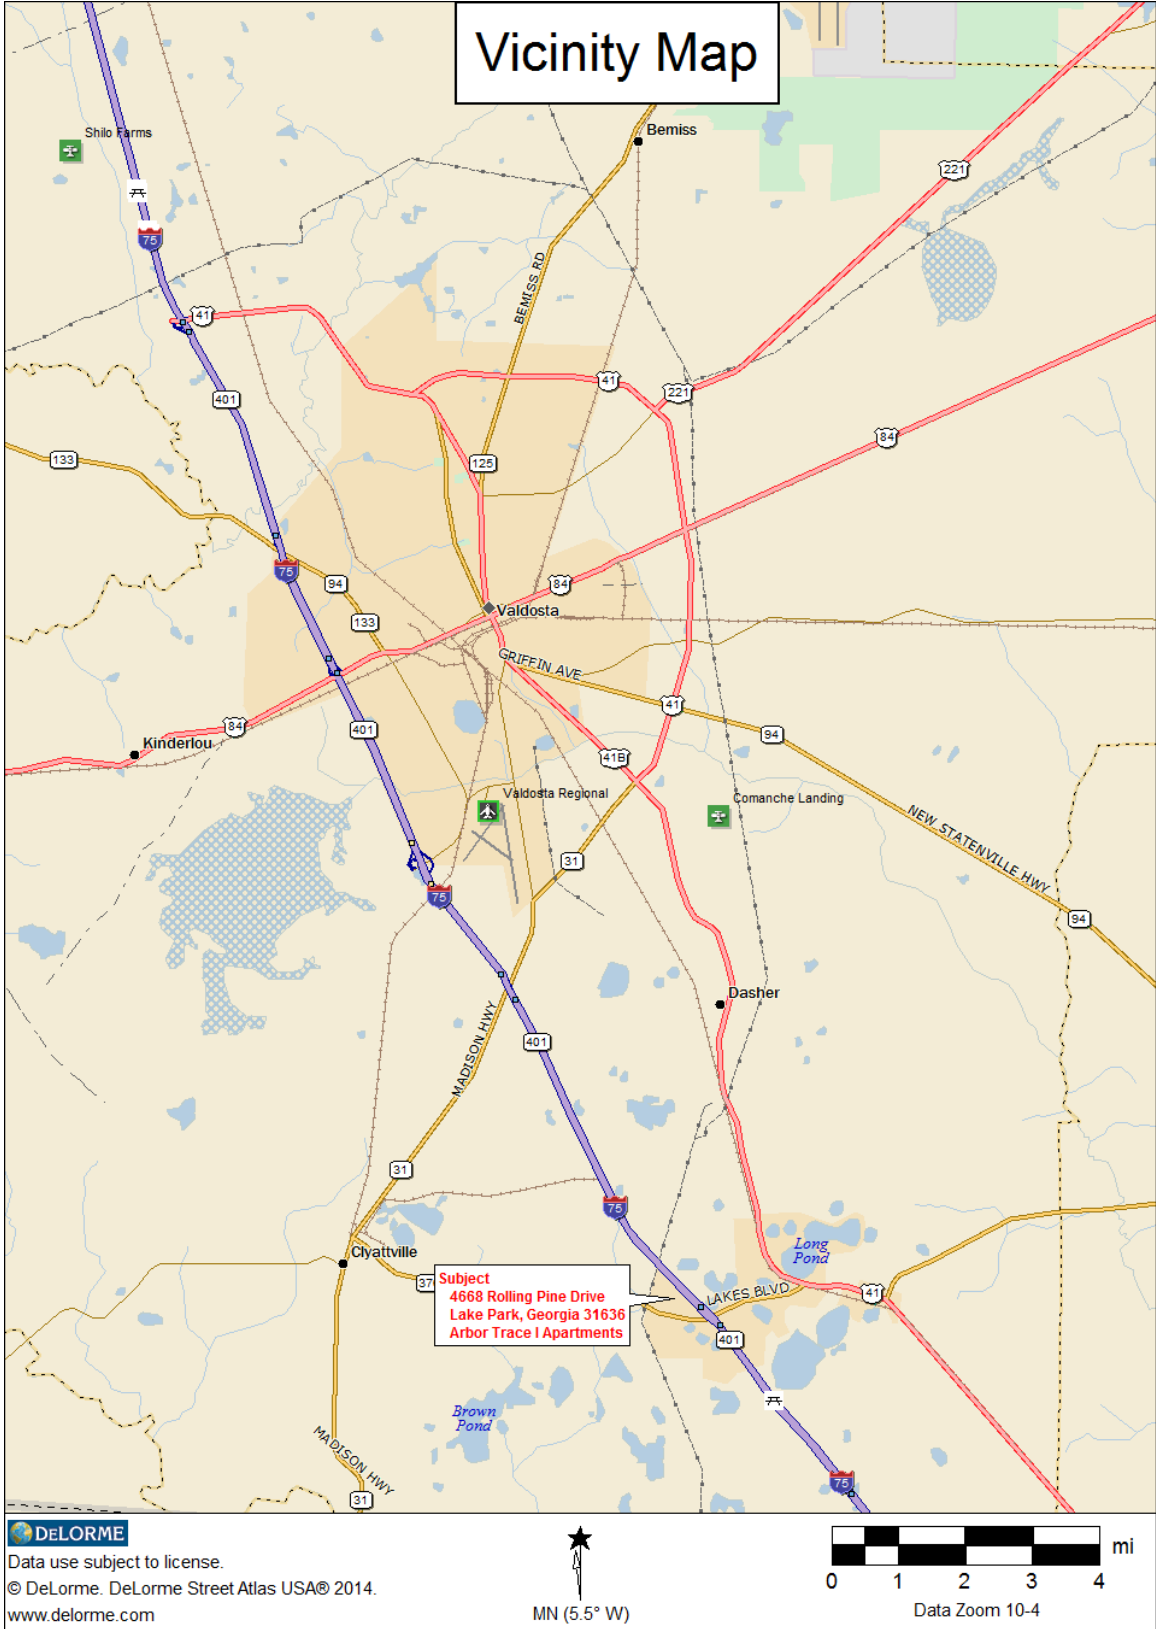 Vicinity Map
Shilo Farms
Bemiss
221
75
BEMISS RD
41
41
221
401
84
133
125
75
94
84
133
Valdosta
GRIFFIN AVE
41
84
401
94
Kinderlou
41B
Valdosta Regional
Comanche Landing
NEW STATENVILLE HWY
31
75
94
Dasher
401
MADISON HWY
31
75
Long
Pond
Clyattville
37
Subject
4668 Rolling Pine Drive
Lake Park, Georgia 31636
Arbor Trace I Apartments
LAKES BLVD
41
401
Brown
Pond
MADISON HWY
75
31
DELORME
Data use subject to license.
© DeLorme. DeLorme Street Atlas USA® 2014.
www.delorme.com
MN (5.5° W)
mi
0 1 2 3 4
Data Zoom 10-4